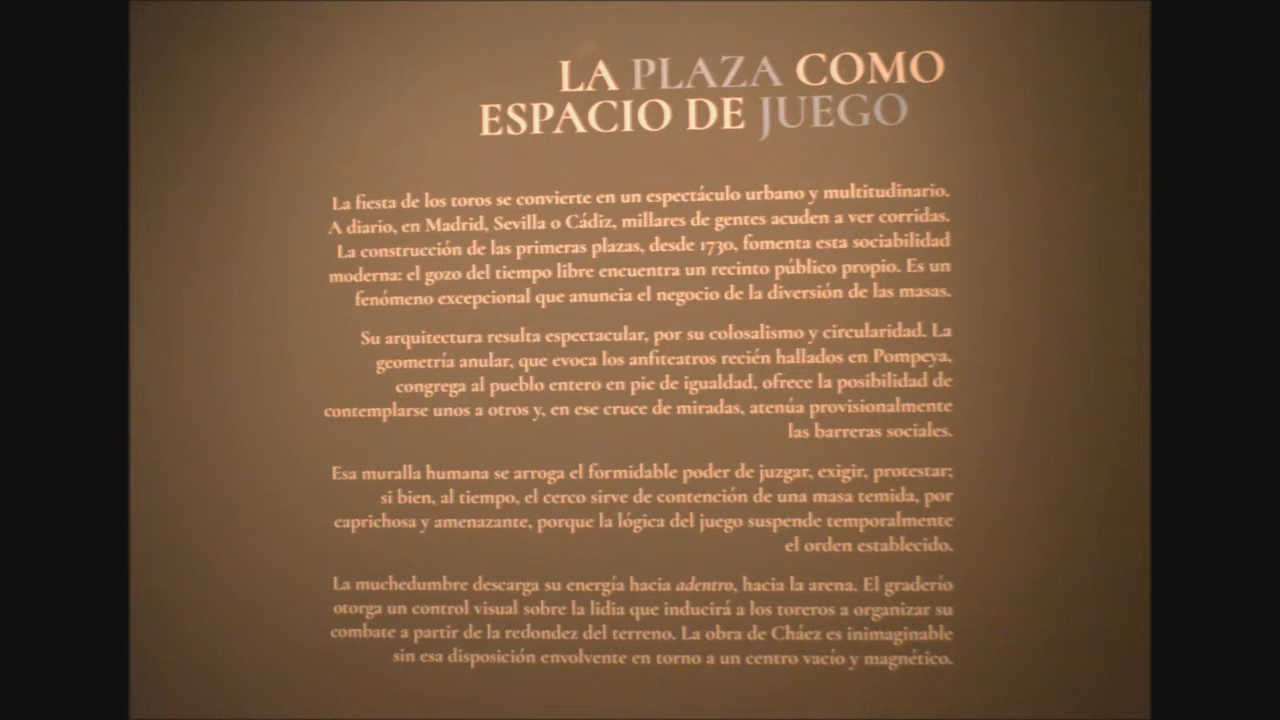 LA PLAZA COMO
ESPACIO DE JUEGO
La fiesta de los toros se convierte en un espectáculo urbano y multitudinario.
A diario, en Madrid, Sevilla o Cádiz, millares de gentes acuden a ver corridas.
La construcción de las primeras plazas, desde 1730, fomenta esta sociabilidad
moderna: el gozo del tiempo libre encuentra un recinto público propio. Es un
fenómeno excepcional que anuncia el negocio de la diversión de las masas.
Su arquitectura resulta espectacular, por su colosalismo y circularidad. La
geometría anular, que evoca los anfiteatros recién hallados en Pompeya,
congrega al pueblo entero en pie de igualdad, ofrece la posibilidad de
contemplarse unos a otros y, en ese cruce de miradas, atenúa provisionalmente
las barreras sociales.
Esa muralla humana se arroga el formidable poder de juzgar, exigir, protestar;
si bien, al tiempo, el cerco sirve de contención de una masa temida, por
caprichosa y amenazante, porque la lógica del juego suspende temporalmente
el orden establecido.
La muchedumbre descarga su energía hacia adentro, hacia la arena. El graderío
otorga un control visual sobre la lidia que inducirá a los toreros a organizar su
combate a partir de la redondez del terreno. La obra de Cháez es inimaginable
sin esa disposición envolvente en torno a un centro vacío y magnético.